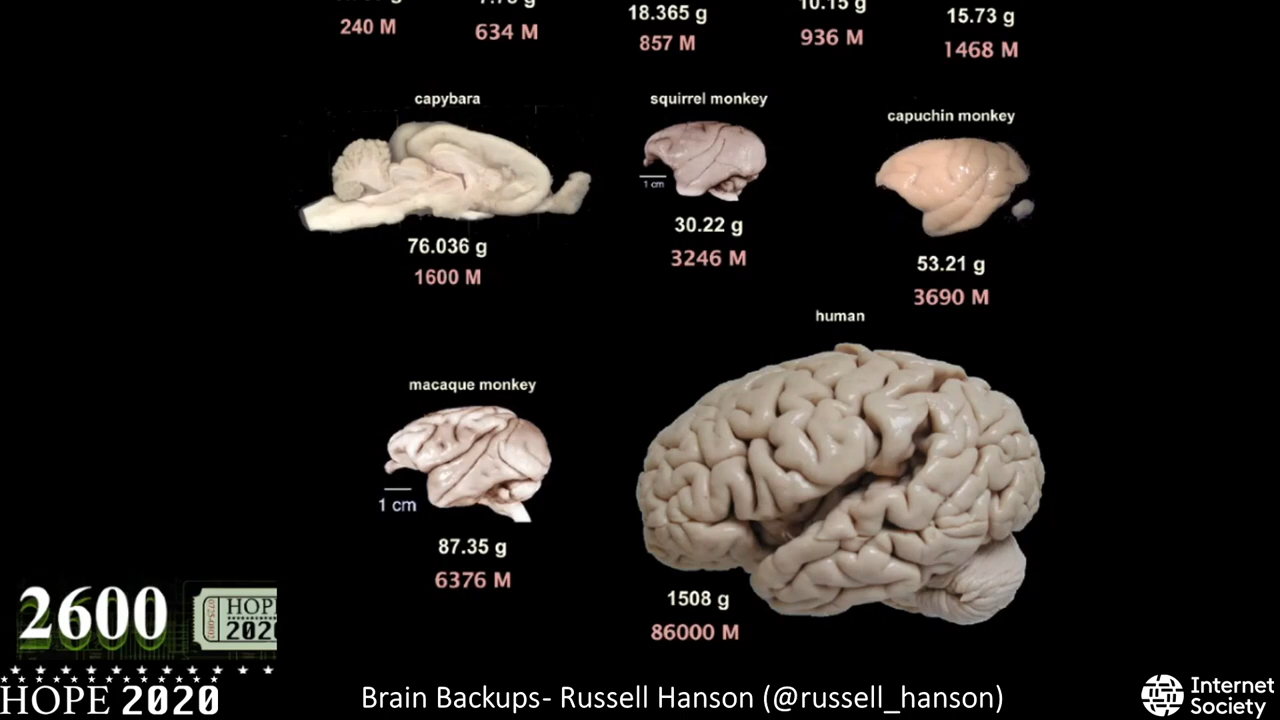 18.365 g
10.15 g
15.73 g
240 M
634 M
857 M
936 M
1468 M
capybara
squirrel monkey
capuchin monkey
1 cm
76.036 g
1600 M
30.22 g
3246 M
53.21 g
3690 M
human
macaque monkey
1 cm
87.35 g
6376 M
1508 g
86000 M
2600
HOPE 2020
Brain Backups- Russell Hanson (@russell_hanson)
Internet
Society